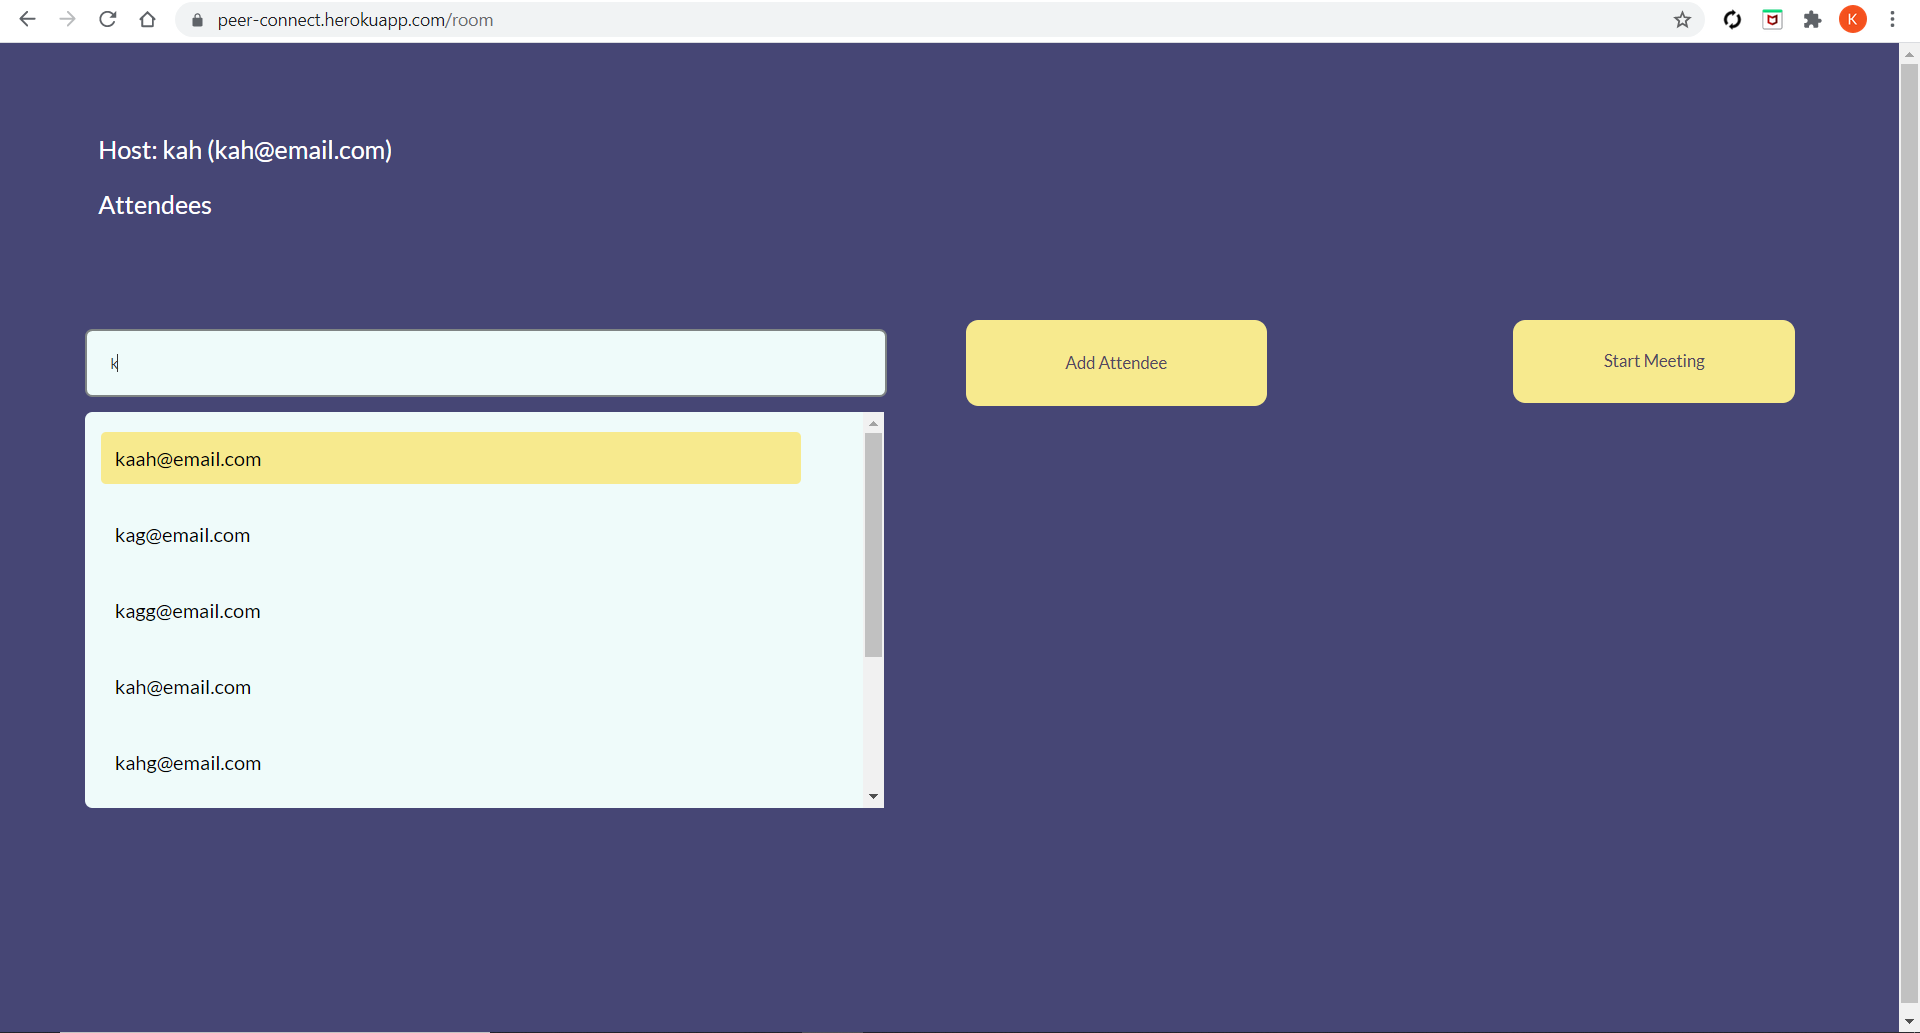 peer-connect.herokuapp.com/room
K
Host: kah (kah@email.com)
Attendees
k
Add Attendee
Start Meeting
kaah@email.com
kag@email.com
kagg@email.com
kah@email.com
kahg@email.com